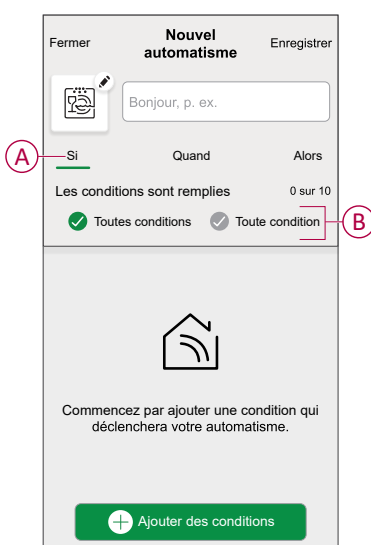 Fermer
Nouvel
automatisme
Enregistrer
Bonjour, p. ex.
A
Si
Quand
Alors
Les conditions sont remplies
0 sur 10
Toutes conditions
Toute condition
B
Commencez par ajouter une condition qui
déclenchera votre automatisme.
Ajouter des conditions